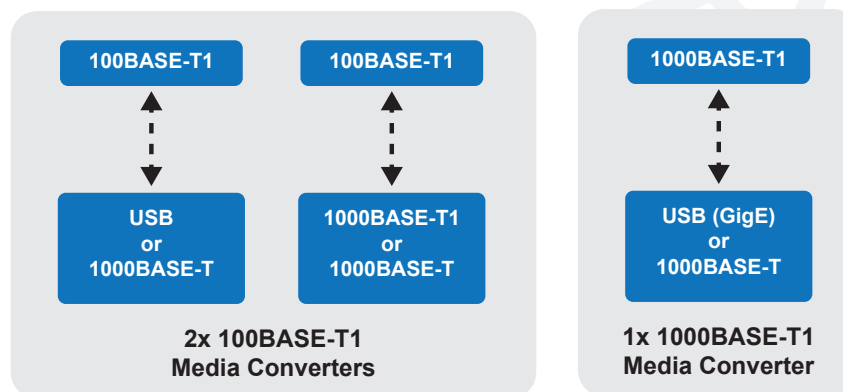 100BASE-T1
100BASE-T1
USB
or
1000BASE-T
1000BASE-T1
or
1000BASE-T
2x 100BASE-T1
Media Converters
1000BASE-T1
USB (GigE)
or
1000BASE-T
1x 1000BASE-T1
Media Converter